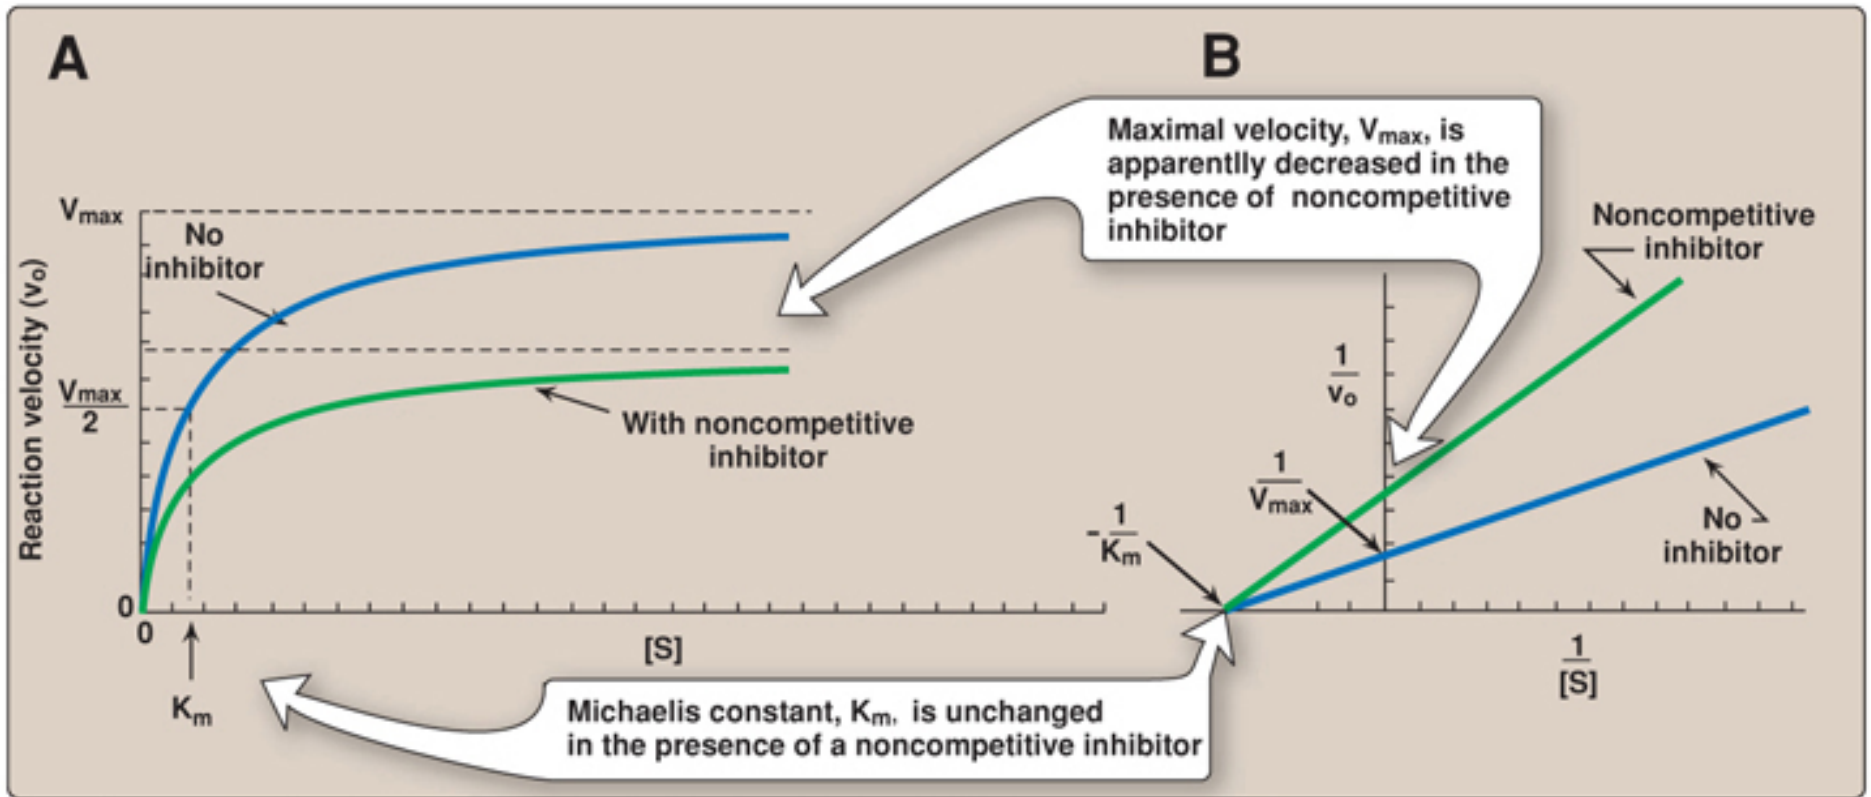 A
B
Maximal velocity, Vmax, is
apparentlly decreased in the
presence of noncompetitive
inhibitor
Vmax
No
inhibitor
Vmax
2
Reaction velocity (vo)
With noncompetitive
inhibitor
0
0
[S]
Km
Noncompetitive
inhibitor
1
vo
1
Vmax
-1
Km
No
inhibitor
1
[S]
Michaelis constant, Km, is unchanged
in the presence of a noncompetitive inhibitor